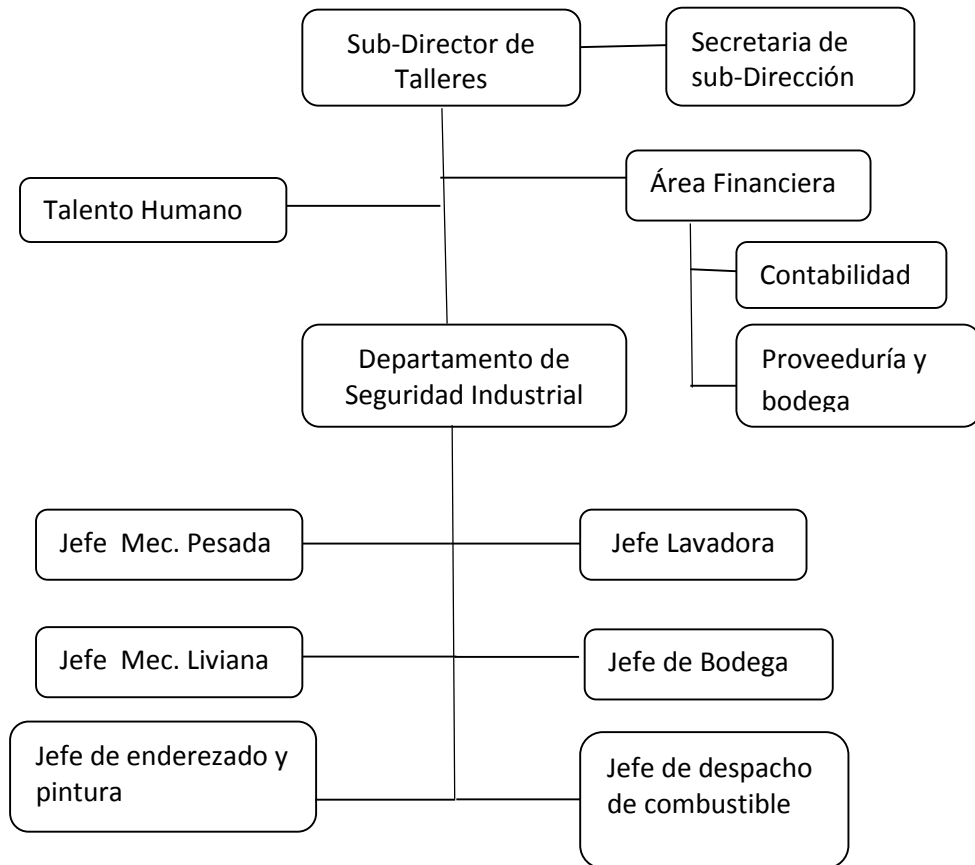 Sub-Director de
Talleres
Secretaria de
sub-Dirección
Área Financiera
Talento Humano
Contabilidad
Departamento de
Seguridad Industrial
Proveeduría y
bodega
Jefe  Mec. Pesada
Jefe Lavadora
Jefe  Mec. Liviana
Jefe de Bodega
Jefe de enderezado y
pintura
Jefe de despacho
de combustible